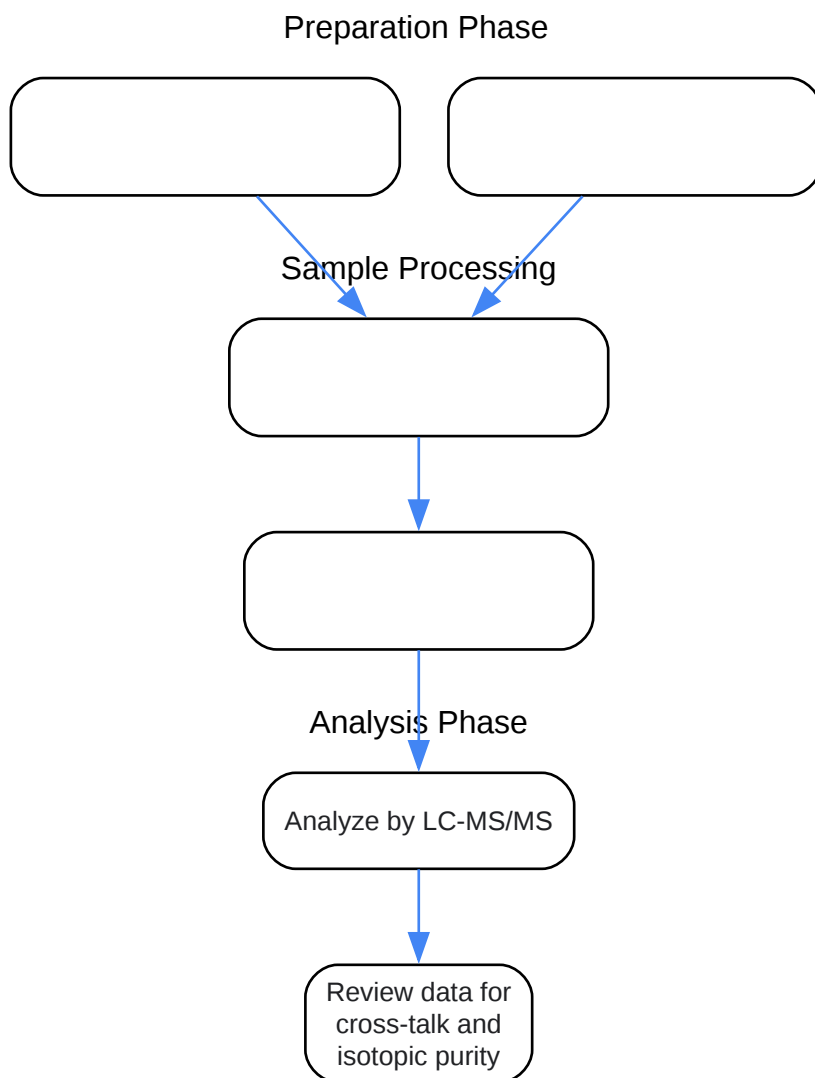 Preparation Phase
Sample Processing
Analysis Phase
Analyze by LC-MS/MS
Review data for
cross-talk and
isotopic purity